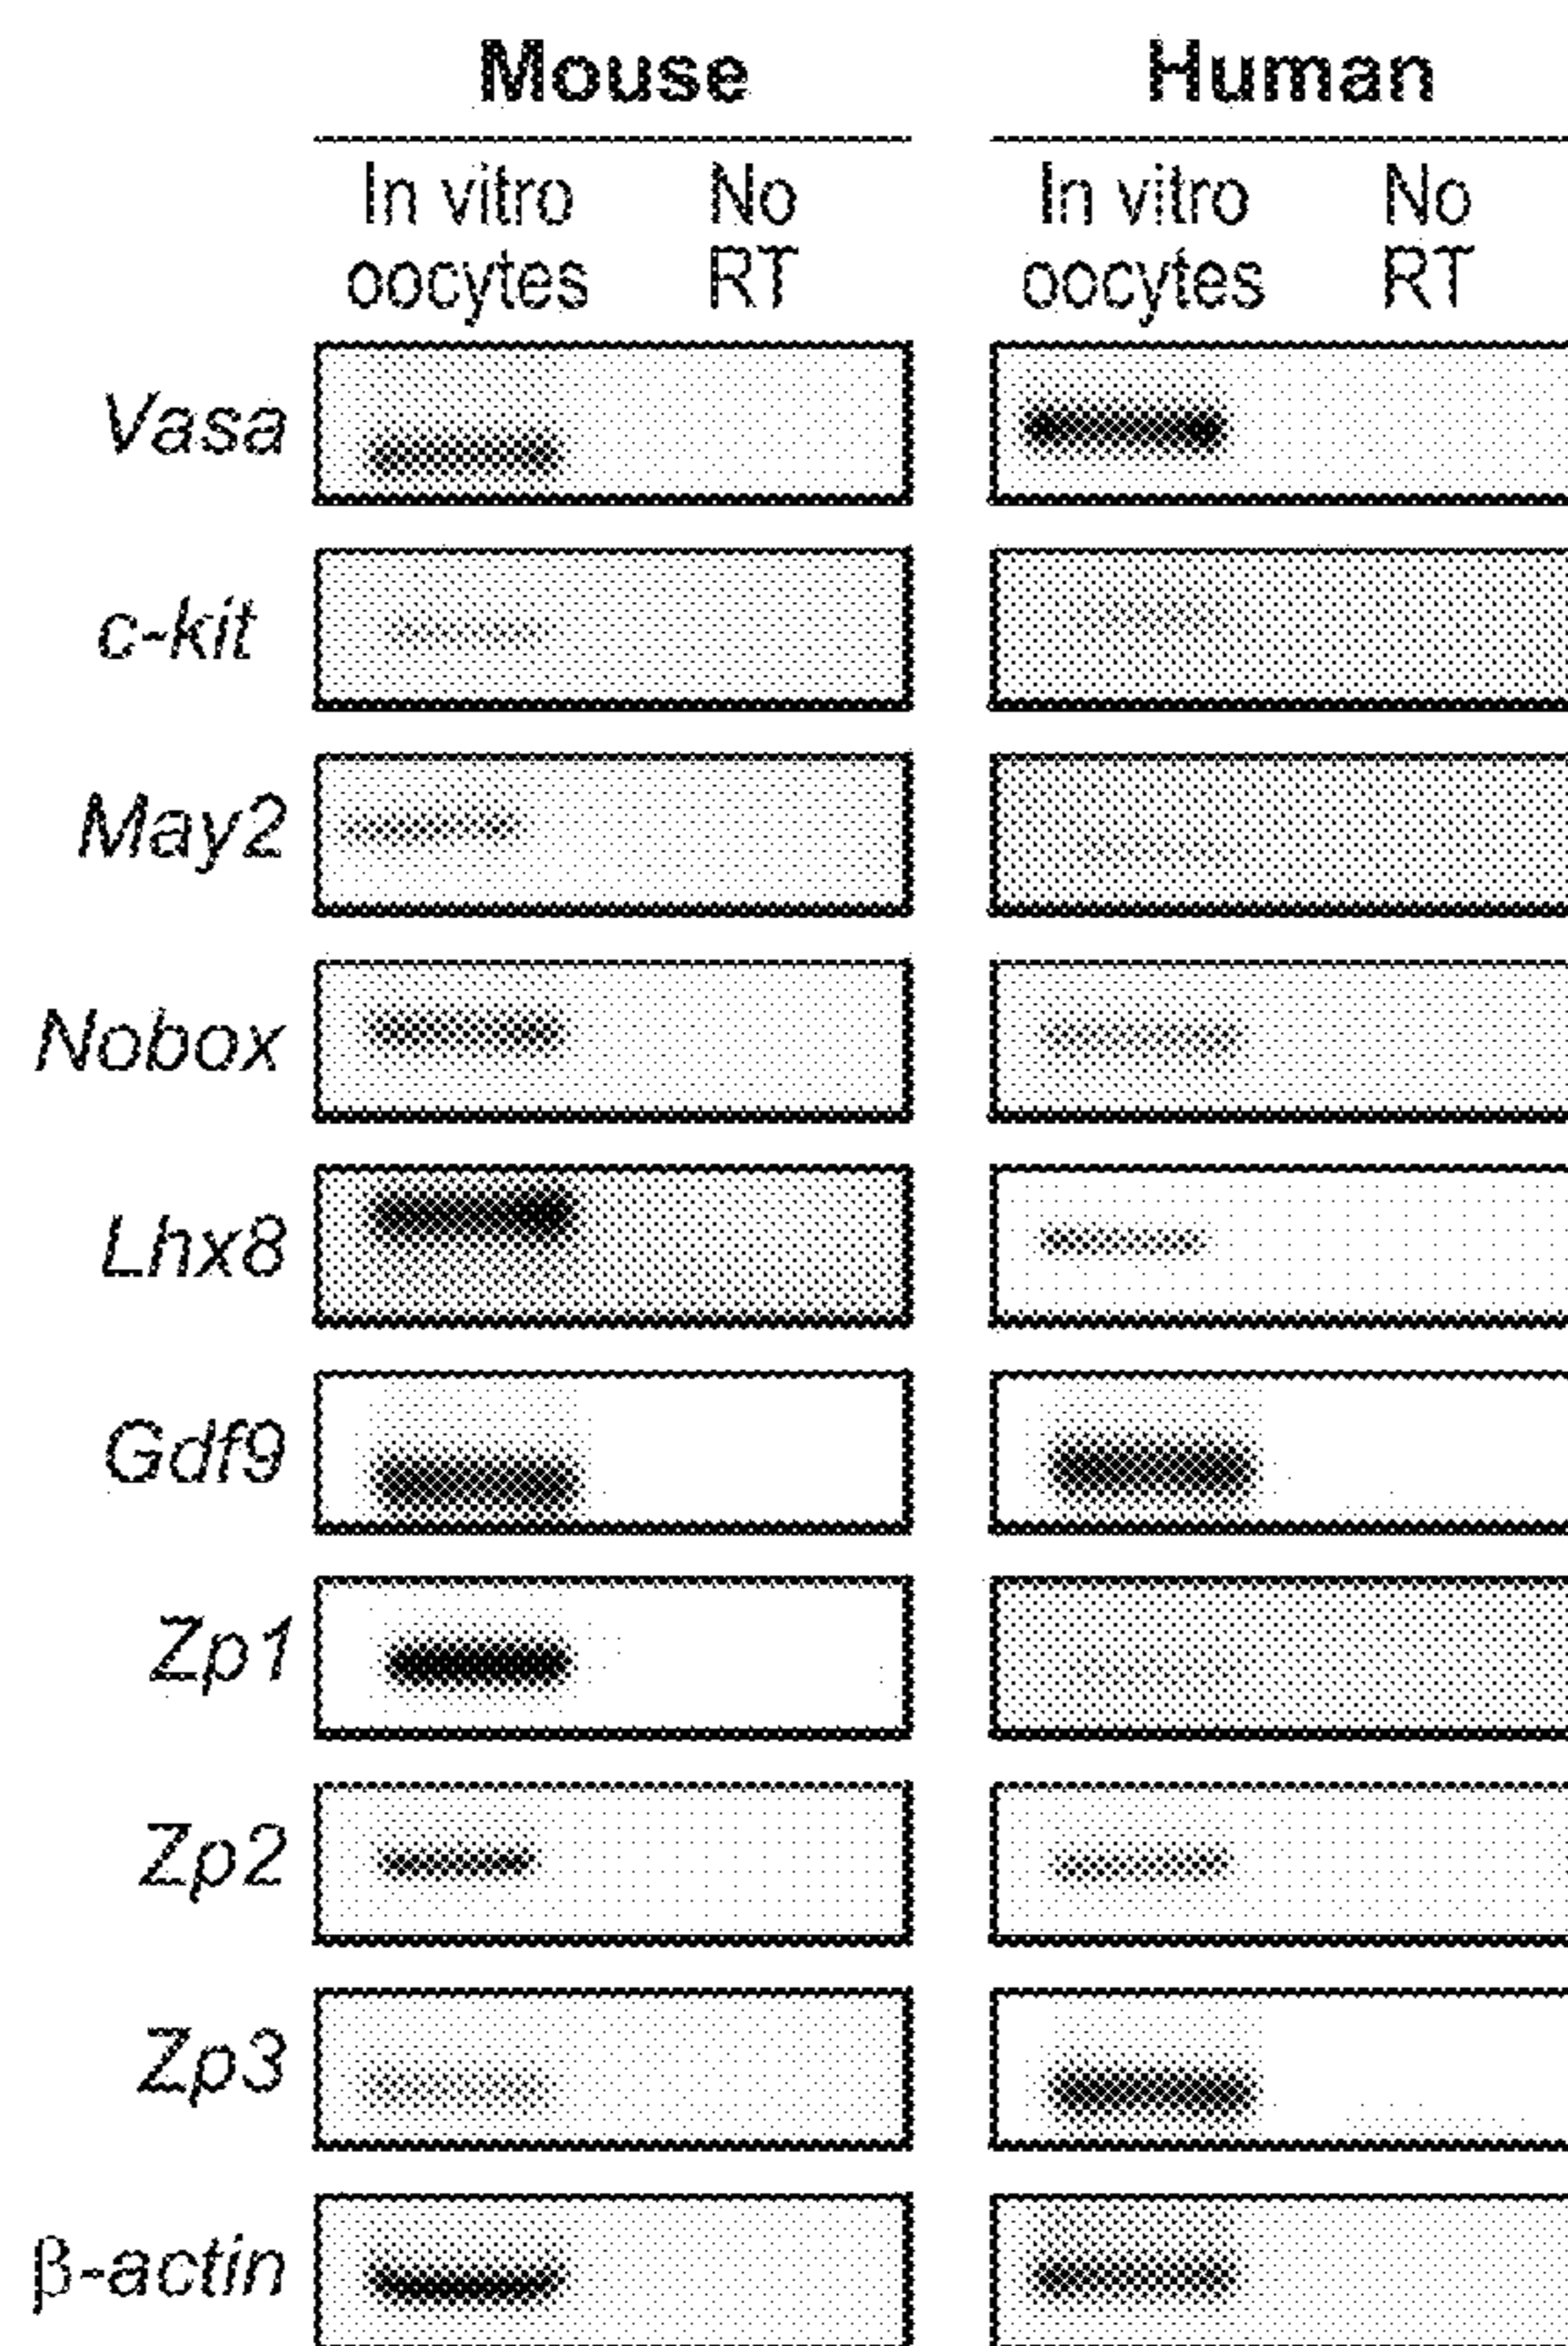 Mouse Human
In vitro oocytes No RT In vitro oocytes No RT
Vasa
c-kit
May2
Nobox
Lhx8
Gdf9
Zp1
Zp2
Zp3
β-actin